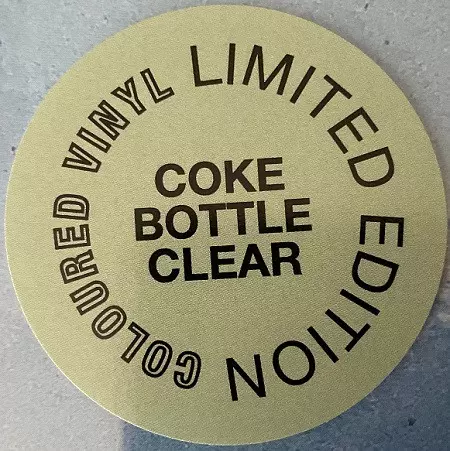 LIMITED EDITION
COLOURED VINYL
COKE
BOTTLE
CLEAR